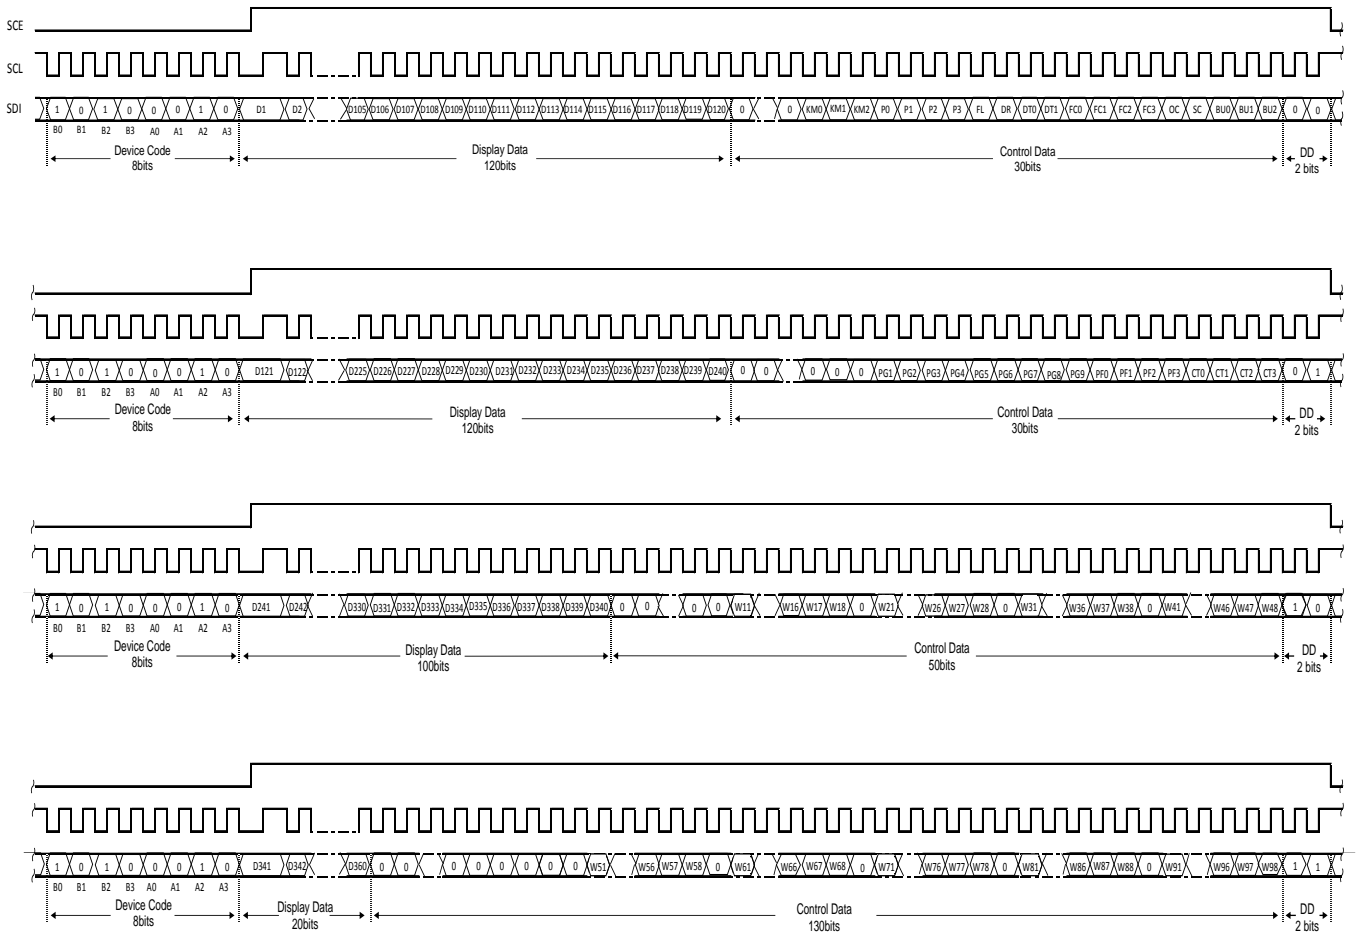 SCE
SCL
SDI 1 0 1 0 0 0 1 0 D1 D2 D105 D106 D107 D108 D109 D110 D111 D112 D113 D114 D115 D116 D117 D118 D119 D120 0 0 KM0 KM1 KM2 P0 P1 P2 P3 FL DR DT0 DT1 FC0 FC1 FC2 FC3 OC SC BU0 BU1 BU2 0 0
B0 B1 B2 B3 A0 A1 A2 A3
Device Code Display Data Control Data DD
8bits 120bits 30bits 2 bits
1 0 1 0 0 0 1 0 D121 D122 D225 D226 D227 D228 D229 D230 D231 D232 D233 D234 D235 D236 D237 D238 D239 D240 0 0 0 0 0 PG1 PG2 PG3 PG4 PG5 PG6 PG7 PG8 PG9 PF0 PF1 PF2 PF3 CT0 CT1 CT2 CT3 0 1
B0 B1 B2 B3 A0 A1 A2 A3
Device Code Display Data Control Data DD
8bits 120bits 30bits 2 bits
1 0 1 0 0 0 1 0 D241 D242 D330 D331 D332 D333 D334 D335 D336 D337 D338 D339 D340 0 0 0 0 W11 W16 W17 W18 0 W21 W26 W27 W28 0 W31 W36 W37 W38 0 W41 W46 W47 W48 1 0
B0 B1 B2 B3 A0 A1 A2 A3
Device Code Display Data Control Data DD
8bits 100bits 50bits 2 bits
1 0 1 0 0 0 1 0 D341 D342 D360 0 0 0 0 0 0 0 0 W51 W56 W57 W58 0 W61 W66 W67 W68 0 W71 W76 W77 W78 0 W81 W86 W87 W88 0 W91 W96 W97 W98 1 1
B0 B1 B2 B3 A0 A1 A2 A3
Device Code Display Data Control Data DD
8bits 20bits 130bits 2 bits